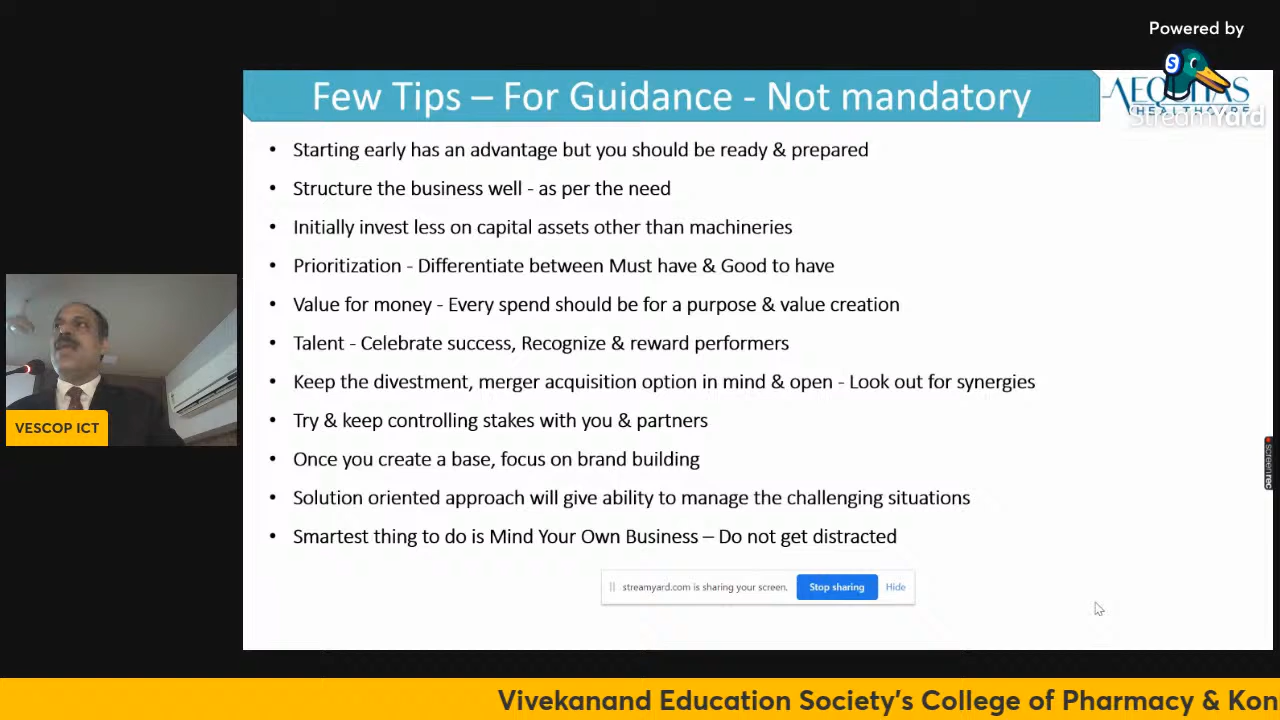 Powered by
StreamYard
AEQUITAS
HEALTHCARE
Few Tips – For Guidance - Not mandatory
• Starting early has an advantage but you should be ready & prepared
• Structure the business well - as per the need
• Initially invest less on capital assets other than machineries
• Prioritization - Differentiate between Must have & Good to have
• Value for money - Every spend should be for a purpose & value creation
• Talent - Celebrate success, Recognize & reward performers
• Keep the divestment, merger acquisition option in mind & open - Look out for synergies
• Try & keep controlling stakes with you & partners
• Once you create a base, focus on brand building
• Solution oriented approach will give ability to manage the challenging situations
• Smartest thing to do is Mind Your Own Business – Do not get distracted
VESCOP ICT
screenrec
streamyard.com is sharing your screen. Stop sharing Hide
Vivekanand Education Society's College of Pharmacy & Kon